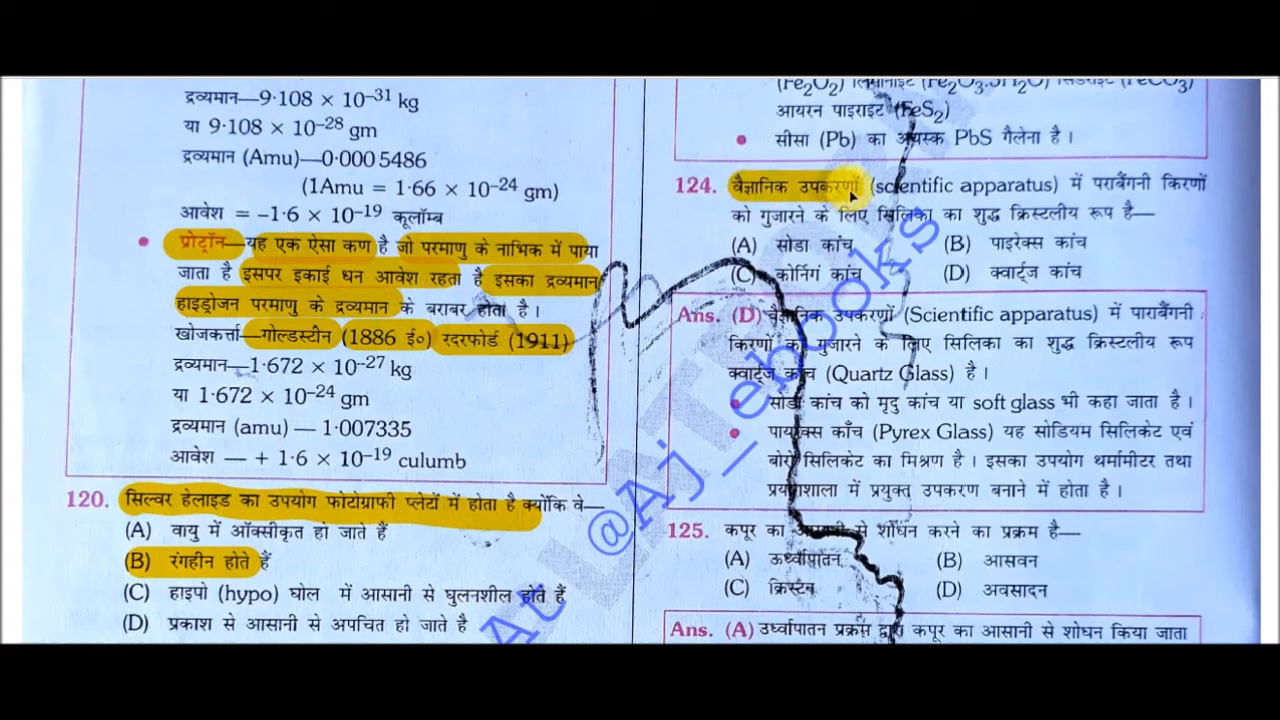 द्रव्यमान—9·108 × 10–31 kg
या 9·108 × 10–28 gm
द्रव्यमान (Amu)—0·000 5486
(1Amu = 1·66 × 10–24 gm)
आवेश = –1·6 × 10–19 कूलॉम्ब
• प्रोट्रॉन—यह एक ऐसा कण है जो परमाणु के नाभिक में पाया
जाता है इसपर इकाई धन आवेश रहता है इसका द्रव्यमान
हाइड्रोजन परमाणु के द्रव्यमान के बराबर होता है।
खोजकर्त्ता—गोल्डस्टीन (1886 ई०) रदरफोर्ड (1911)
द्रव्यमान—1·672 × 10–27 kg
या 1·672 × 10–24 gm
द्रव्यमान (amu) — 1·007335
आवेश — + 1·6 × 10–19 culumb
120. सिल्वर हेलाइड का उपयोग फोटोग्राफी प्लेटों में होता है क्योंकि वे—
(A) वायु में ऑक्सीकृत हो जाते हैं
(B) रंगहीन होते हैं
(C) हाइपो (hypo) घोल में आसानी से घुलनशील होते हैं
(D) प्रकाश से आसानी से अपचित हो जाते है
(Fe2O2) लिमोनाइट (Fe2O3.3H2O) सिडेराइट (FeCO3)
आयरन पाइराइट (FeS2)
• सीसा (Pb) का अयस्क PbS गैलेना है।
124. वैज्ञानिक उपकरणों (scientific apparatus) में पराबैंगनी किरणों
को गुजारने के लिए सिलिका का शुद्ध क्रिस्टलीय रूप है—
(A) सोडा कांच (B) पाइरेक्स कांच
(C) कोर्निग कांच (D) क्वार्ट्ज कांच
Ans. (D) वैज्ञानिक उपकरणों (Scientific apparatus) में पाराबैंगनी
किरणों को गुजारने के लिए सिलिका का शुद्ध क्रिस्टलीय रूप
क्वार्ट्ज कांच (Quartz Glass) है।
• सोडा कांच को मृदु कांच या soft glass भी कहा जाता है।
• पायरेक्स काँच (Pyrex Glass) यह सोडियम सिलिकेट एवं
बोरो सिलिकेट का मिश्रण है। इसका उपयोग थर्मामीटर तथा
प्रयोगशाला में प्रयुक्त उपकरण बनाने में होता है।
125. कपूर का आसानी से शोधन करने का प्रक्रम है—
(A) ऊर्ध्वापातन (B) आसवन
(C) क्रिस्टन (D) अवसादन
Ans. (A) उर्ध्वापातन प्रक्रम द्वारा कपूर का आसानी से शोधन किया जाता
@Aj_ebooks